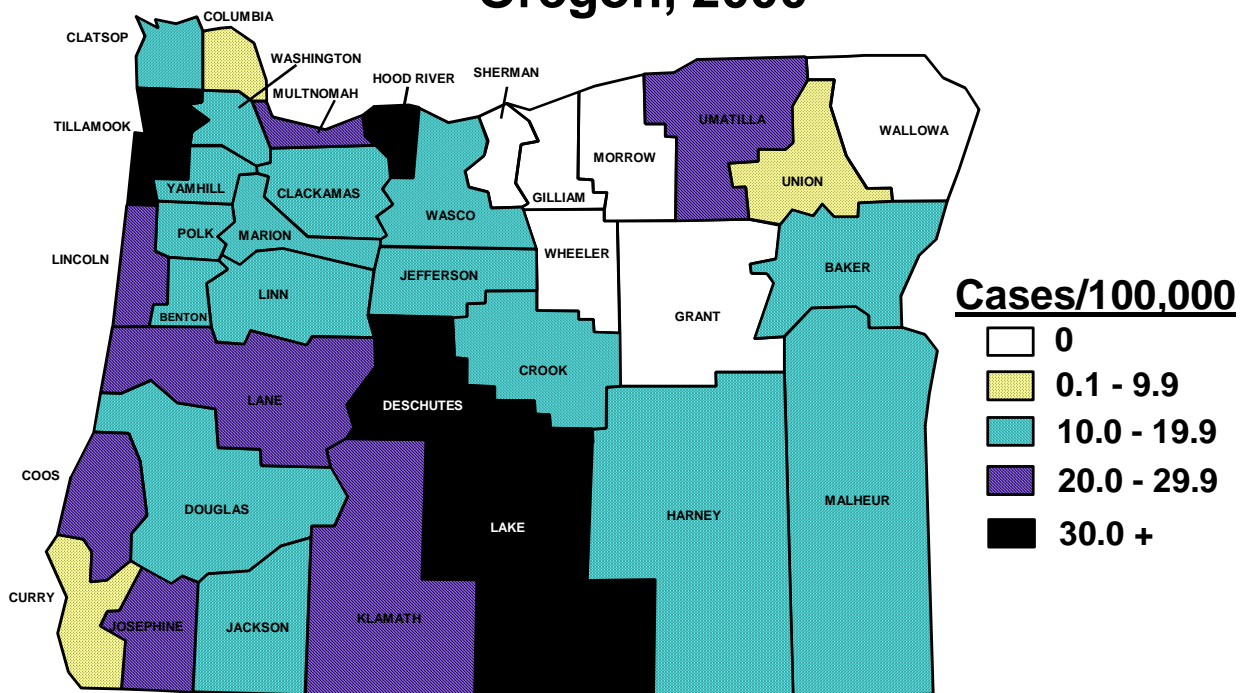 Oregon,
COLUMBIA
CLATSOP
WASHINGTON
HOOD RIVER
SHERMAN
MULTNOMAH
TILLAMOOK
UMATILLA
WALLOWA
MORROW
YAMHILL
CLACKAMAS
GILLIAM
UNION
WASCO
POLK
MARION
LINCOLN
WHEELER
JEFFERSON
BAKER
LINN
BENTON
GRANT
CROOK
LANE
DESCHUTES
COOS
DOUGLAS
LAKE
HARNEY
MALHEUR
CURRY
JOSEPHINE
JACKSON
KLAMATH
Cases/100,000
0
0.1 - 9.9
10.0 - 19.9
20.0 - 29.9
30.0 +